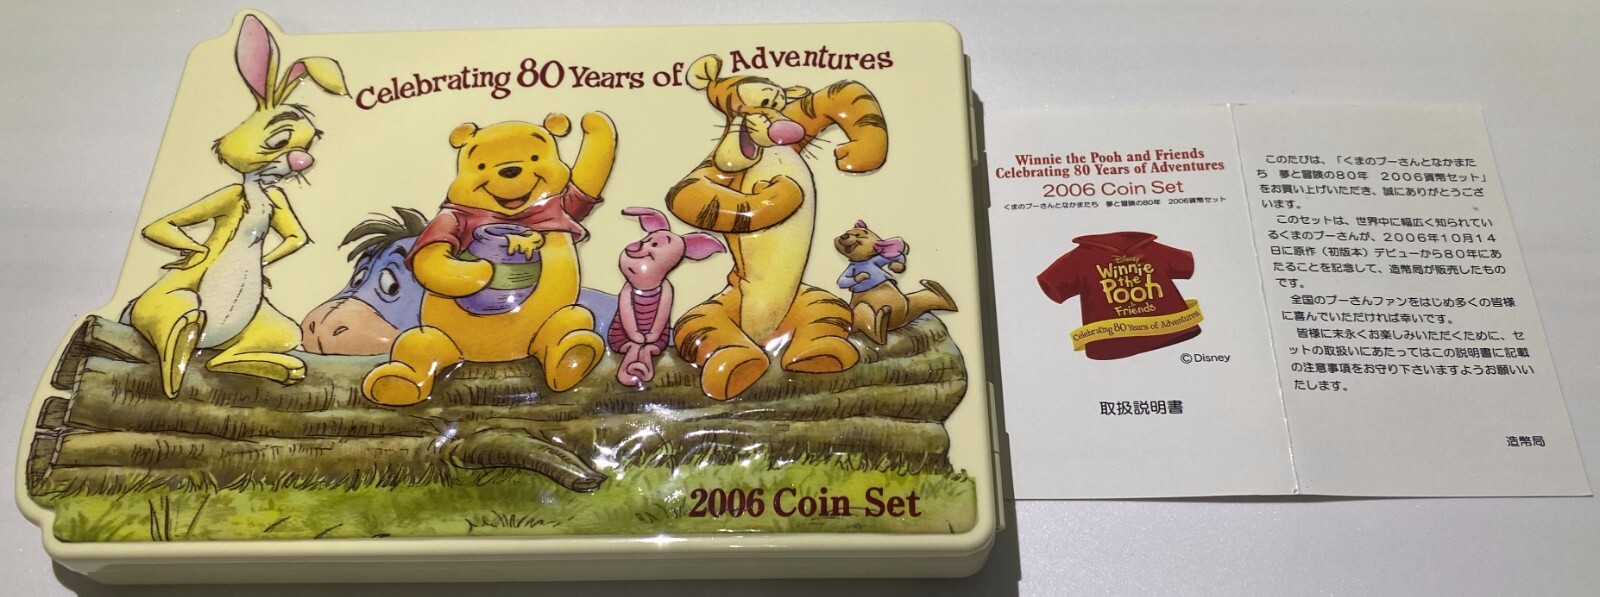 Celebrating 80 Years of Adventures
2006 Coin Set
Winnie the Pooh and Friends
Celebrating 80 Years of Adventures
2006 Coin Set
くまのプーさんとなかまたち 夢と冒険の80年 2006貨幣セット
Disney
Winnie
the
Pooh
&
Friends
Celebrating 80 Years of Adventures
©Disney
取扱説明書
このたびは、「くまのプーさんとなかまた
ち 夢と冒険の80年 2006貨幣セット」
をお買い上げいただき、誠にありがとうござ
います。
このセットは、世界中に幅広く知られてい
るくまのプーさんが、2006年10月14
日に原作（初版本）デビューから80年にあ
たることを記念して、造幣局が販売したもの
です。
全国のプーさんファンをはじめ多くの皆様
に喜んでいただければ幸いです。
皆様に末永くお楽しみいただくために、セ
ットの取扱いにあたってはこの説明書に記載
の注意事項をお守り下さいますようお願いい
たします。
造幣局